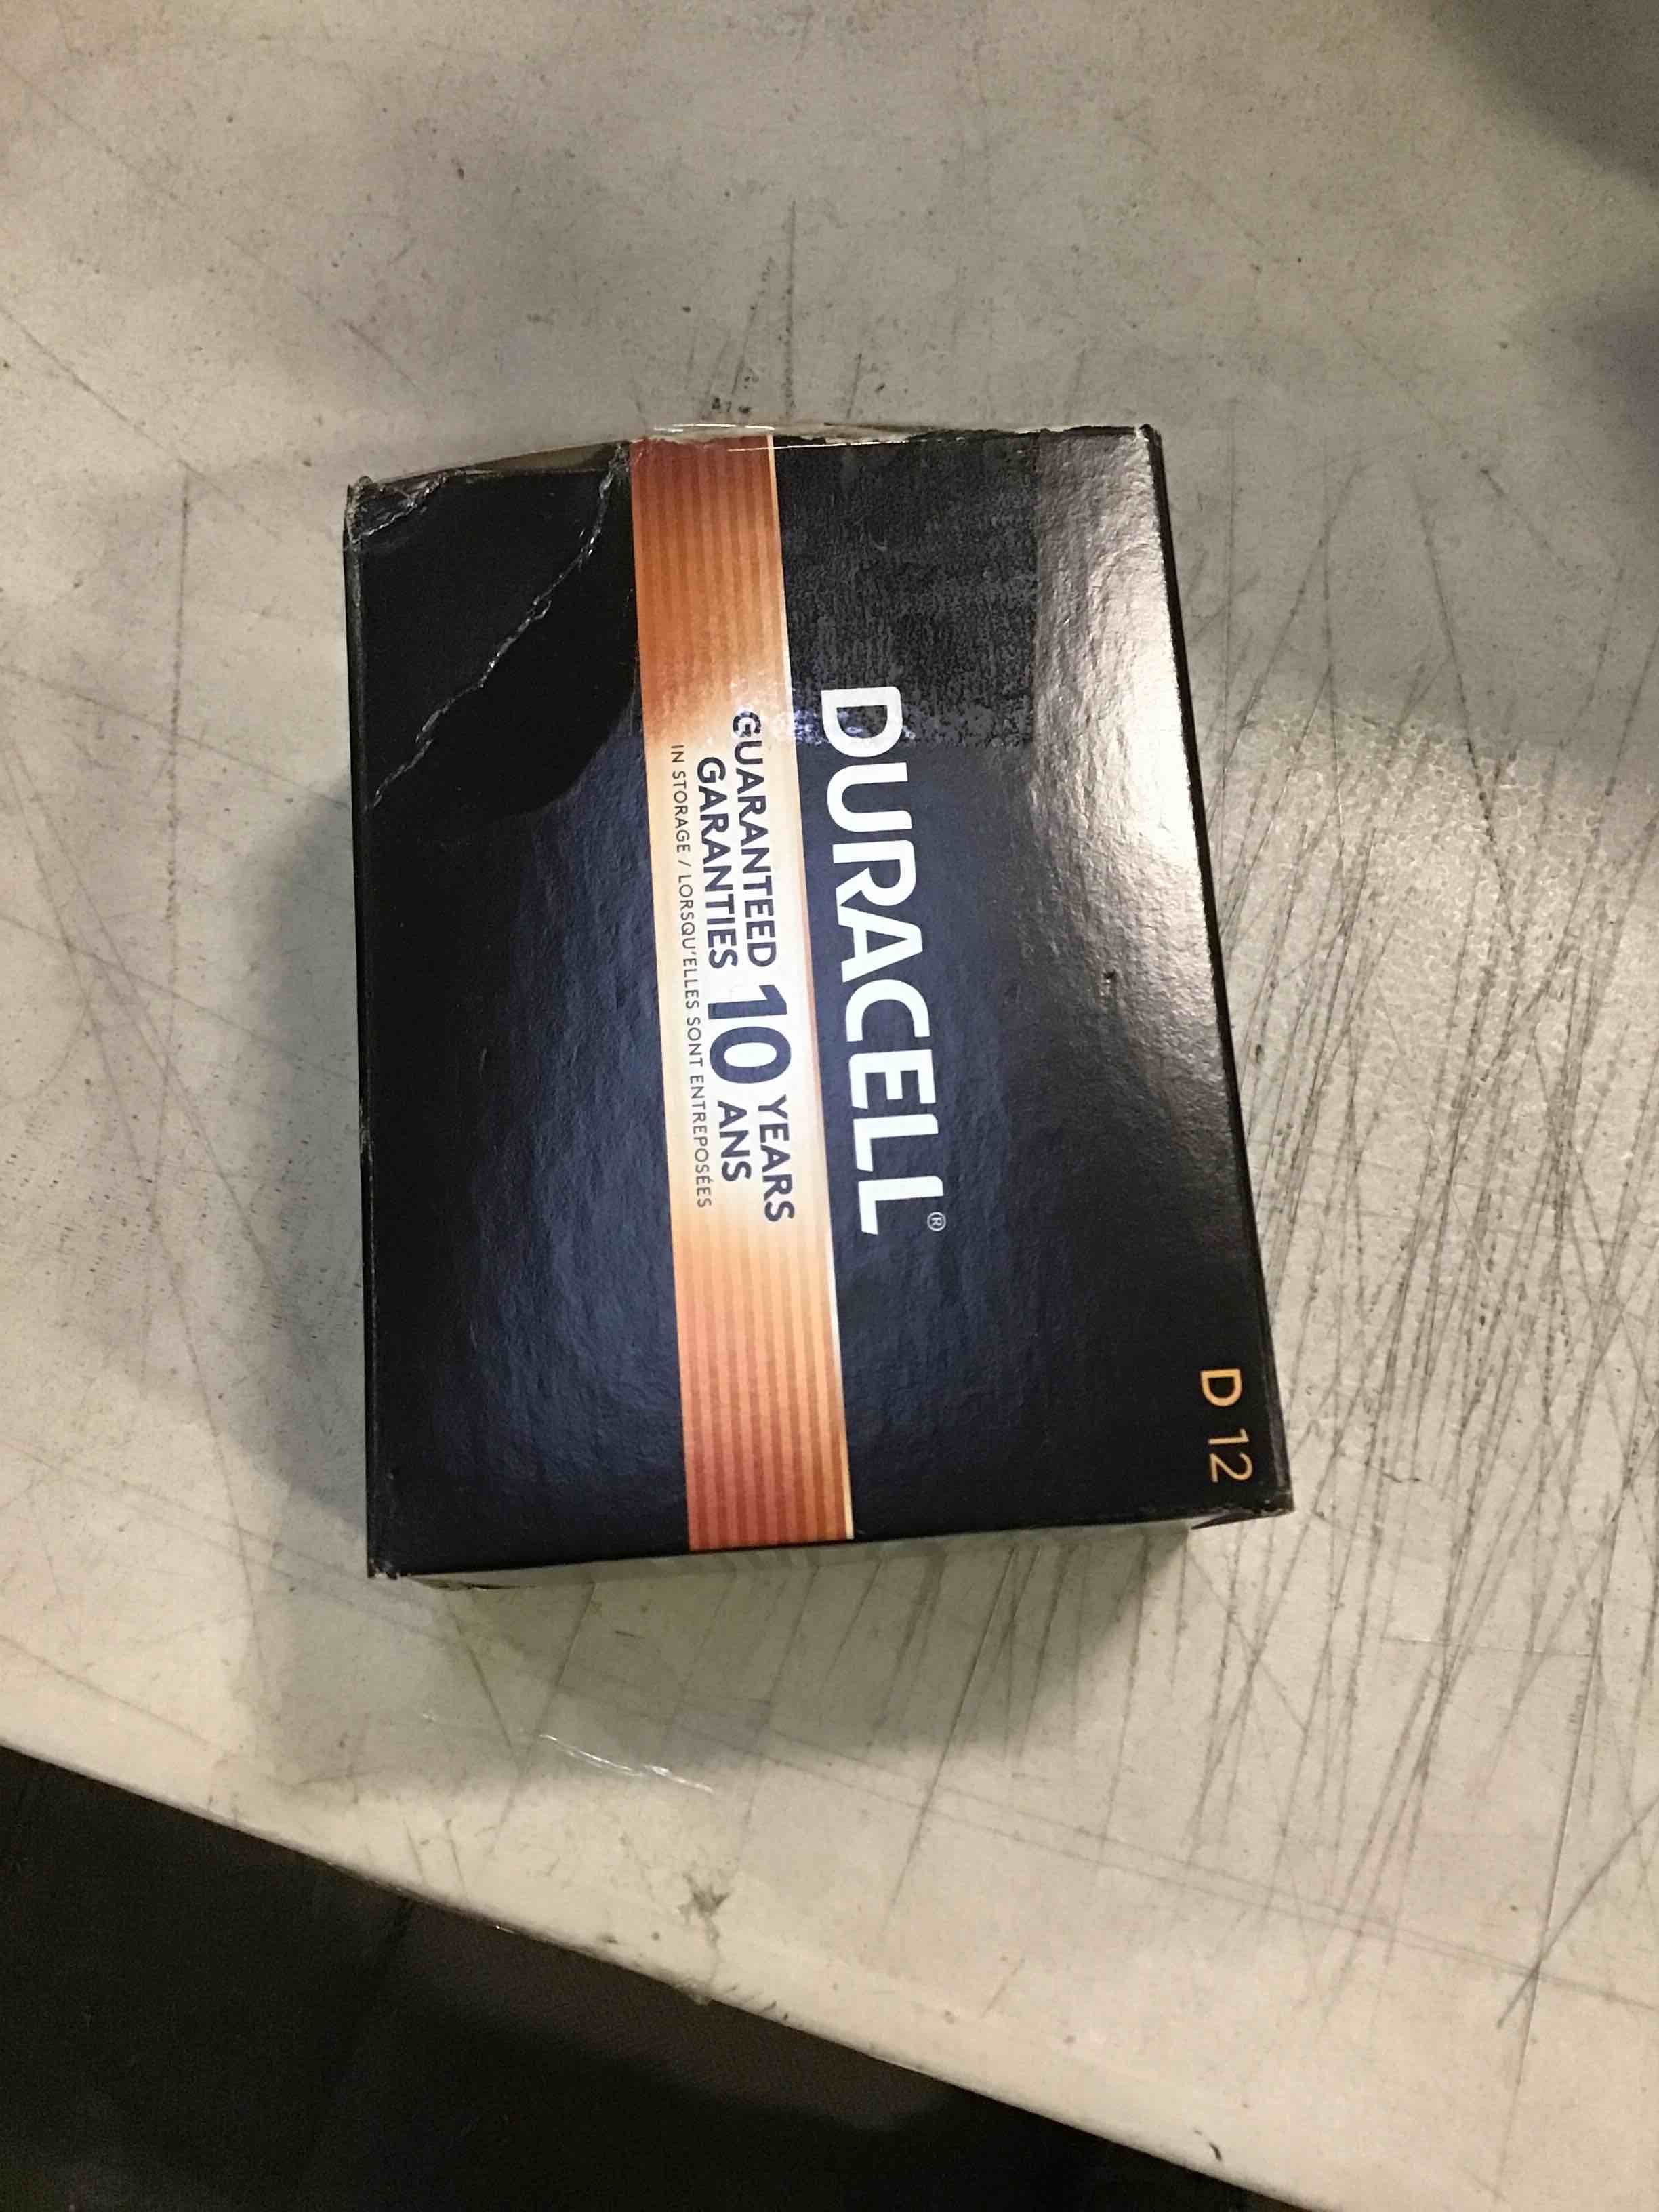 D 12
DURACELL®
GUARANTEED 10 YEARS
GARANTIES 10 ANS
IN STORAGE / LORSQU'ELLES SONT ENTREPOSÉES